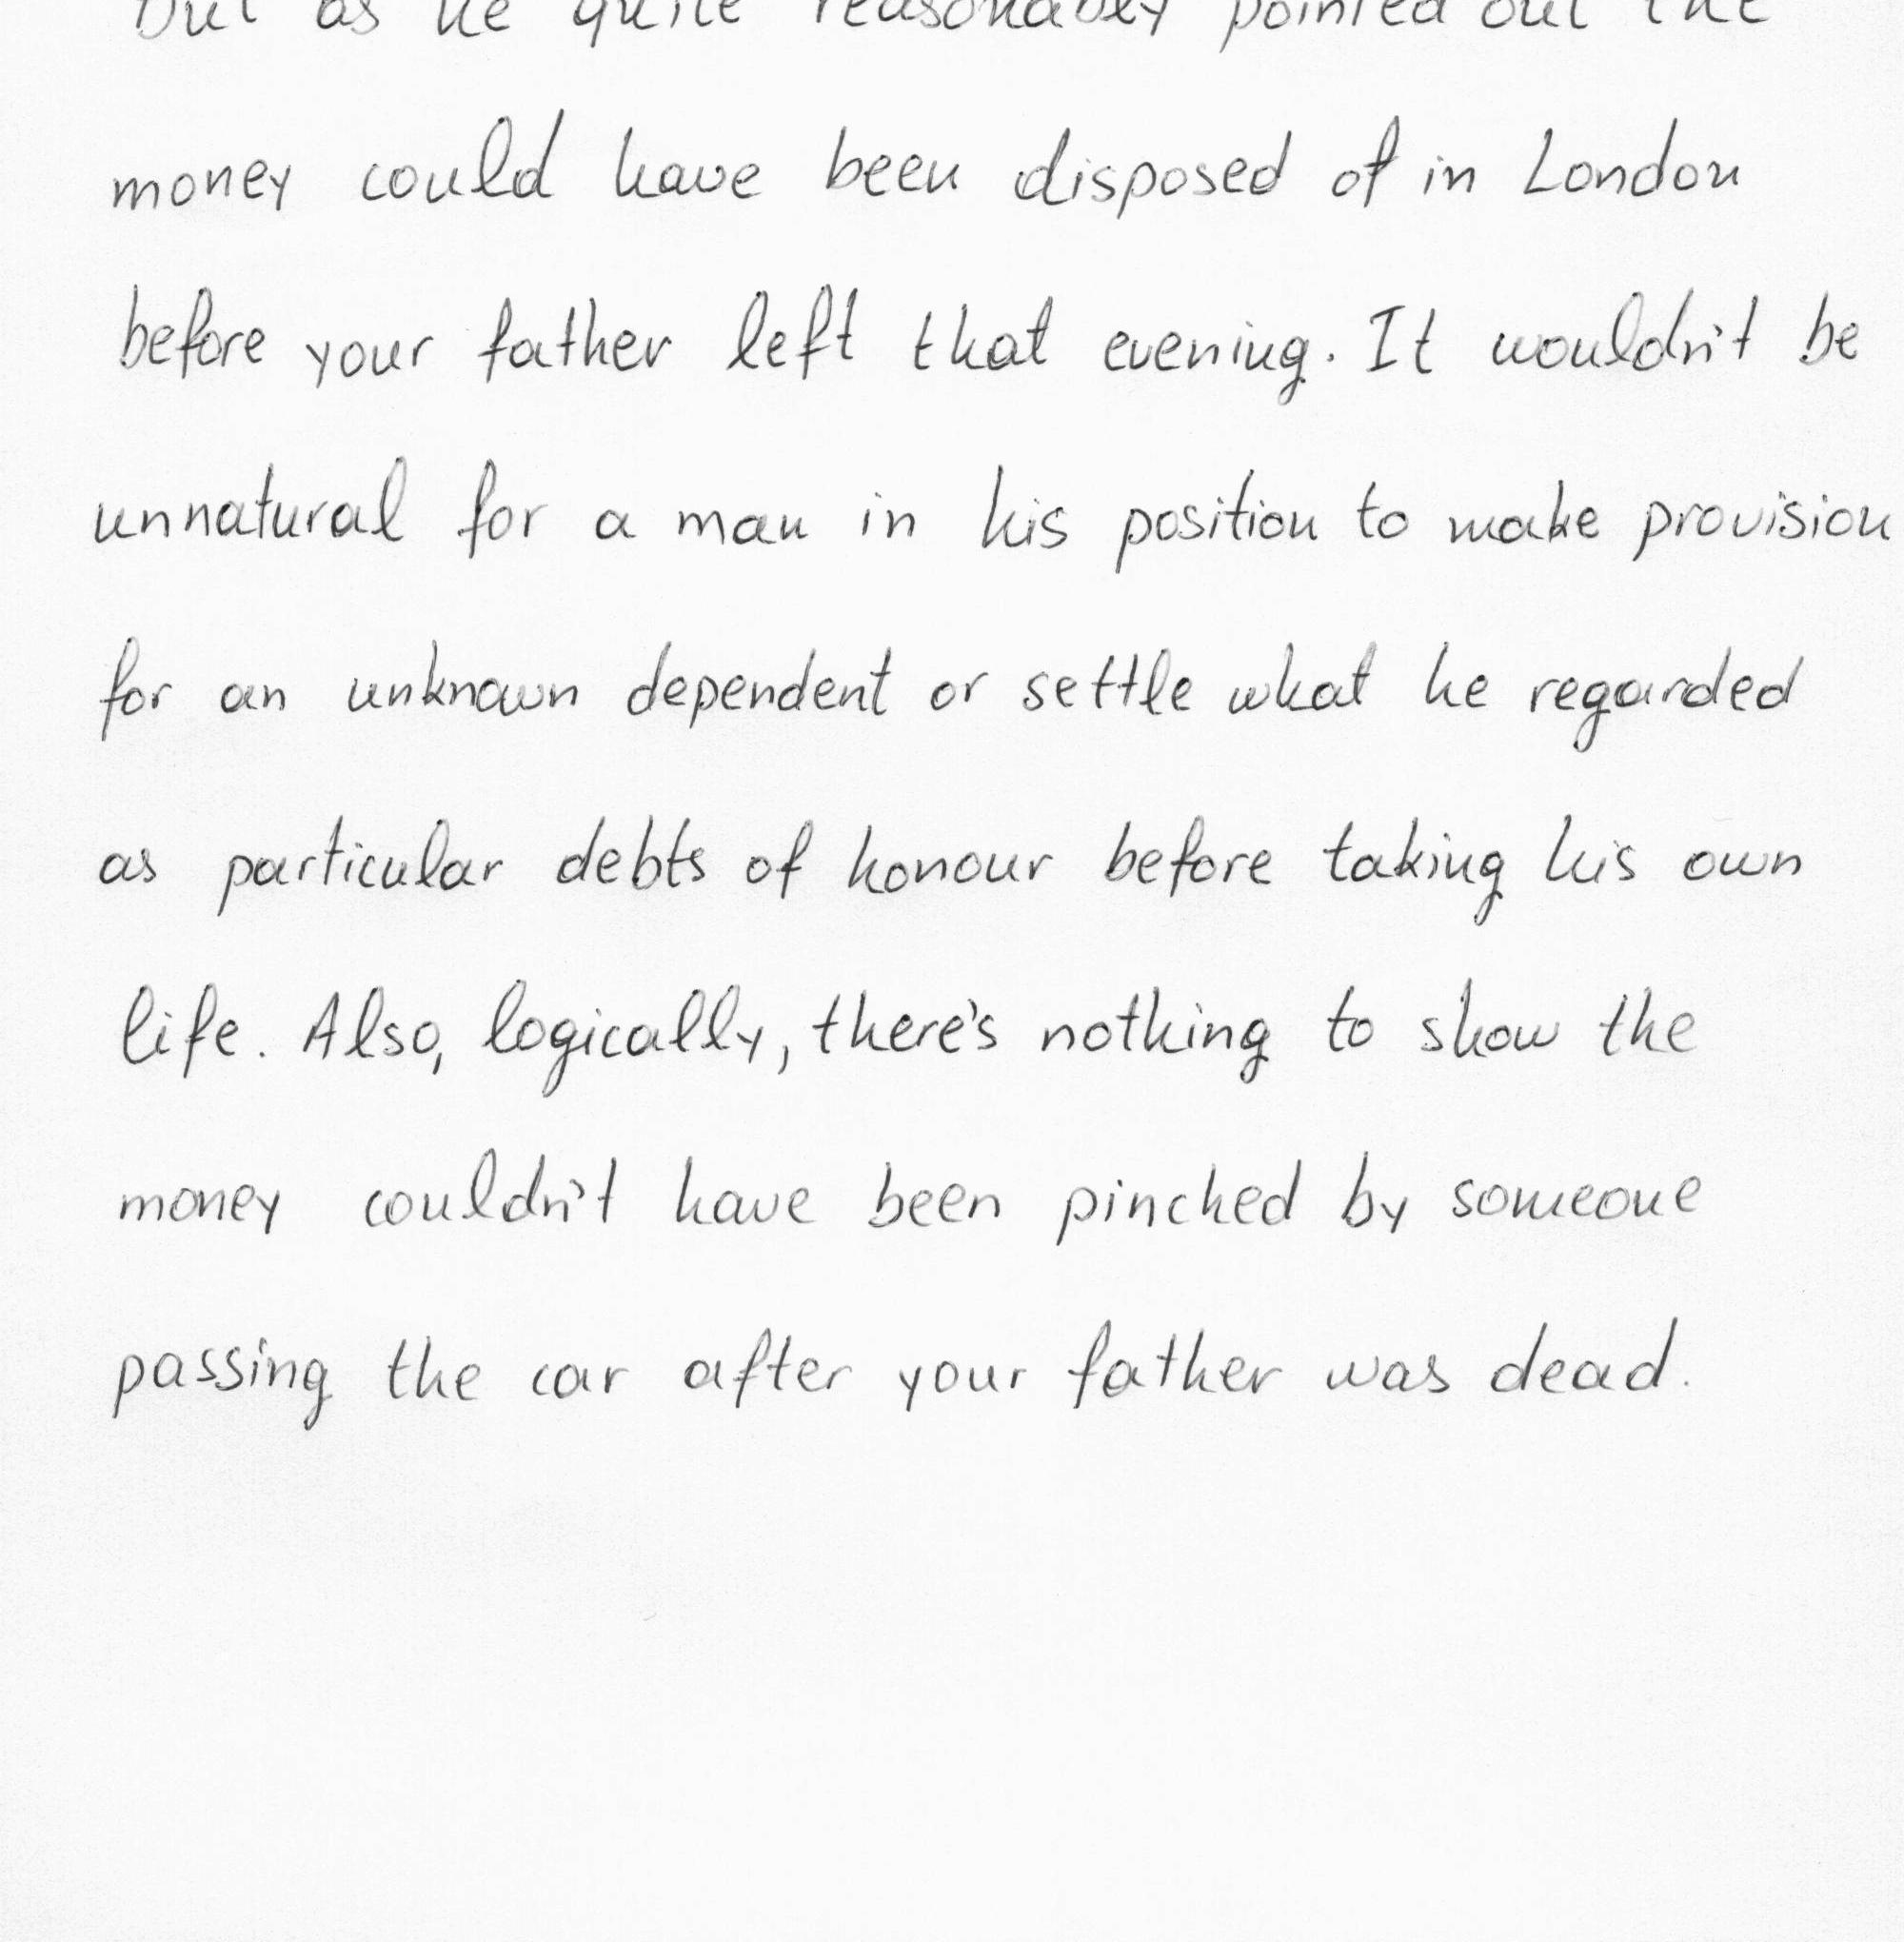 But as he quite reasonably pointed out the
money could have been disposed of in London
before your father left that evening. It wouldn't be
unnatural for a man in his position to make provision
for an unknown dependent or settle what he regarded
as particular debts of honour before taking his own
life. Also, logically, there's nothing to show the
money couldn't have been pinched by someone
passing the car after your father was dead.